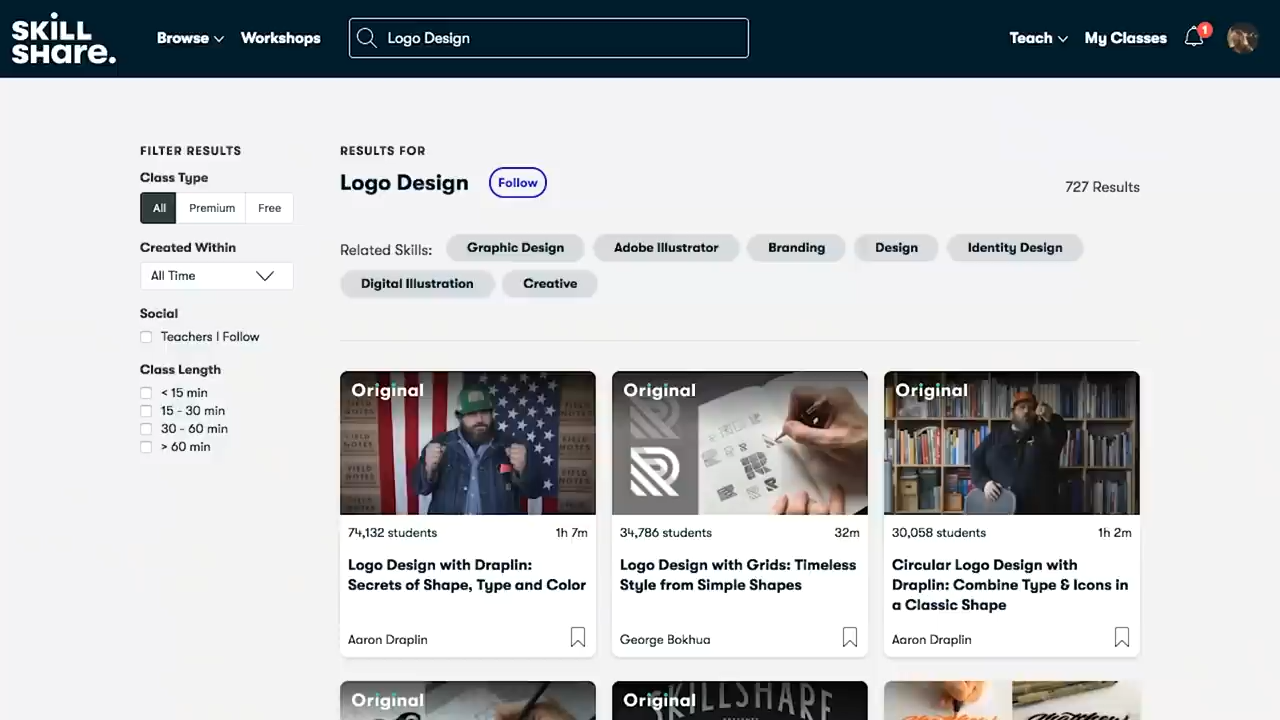 SKILL
SHARE.
Browse
Workshops
Logo Design
Teach
My Classes
1
FILTER RESULTS
Class Type
All
Premium
Free
Created Within
All Time
Social
Teachers I Follow
Class Length
< 15 min
15 - 30 min
30 - 60 min
> 60 min
RESULTS FOR
Logo Design
Follow
727 Results
Related Skills:
Graphic Design
Adobe Illustrator
Branding
Design
Identity Design
Digital Illustration
Creative
Original
FIELD
NOTES
74,132 students
1h 7m
Logo Design with Draplin:
Secrets of Shape, Type and Color
Aaron Draplin
Original
34,786 students
32m
Logo Design with Grids: Timeless
Style from Simple Shapes
George Bokhua
Original
30,058 students
1h 2m
Circular Logo Design with
Draplin: Combine Type & Icons in
a Classic Shape
Aaron Draplin
Original
Original
SKILLSHARE